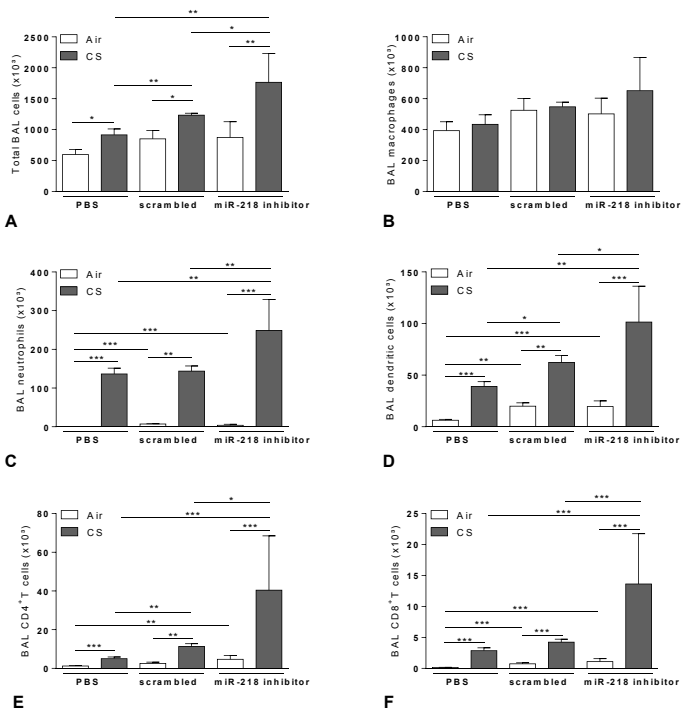 Total BAL cells (x10³)
2500
2000
1500
1000
500
0
Air
CS
**
*
**
**
*
*
PBS scrambled miR-218 inhibitor
A
BAL macrophages (x10³)
1000
800
600
400
200
0
Air
CS
PBS scrambled miR-218 inhibitor
B
BAL neutrophils (x10³)
400
300
200
100
0
Air
CS
**
**
***
***
***
***
**
PBS scrambled miR-218 inhibitor
C
BAL dendritic cells (x10³)
150
100
50
0
Air
CS
*
**
***
*
***
**
**
***
PBS scrambled miR-218 inhibitor
D
BAL CD4⁺T cells (x10³)
80
60
40
20
0
Air
CS
*
***
***
**
**
**
***
PBS scrambled miR-218 inhibitor
E
BAL CD8⁺T cells (x10³)
25
20
15
10
5
0
Air
CS
***
***
***
***
***
***
***
PBS scrambled miR-218 inhibitor
F